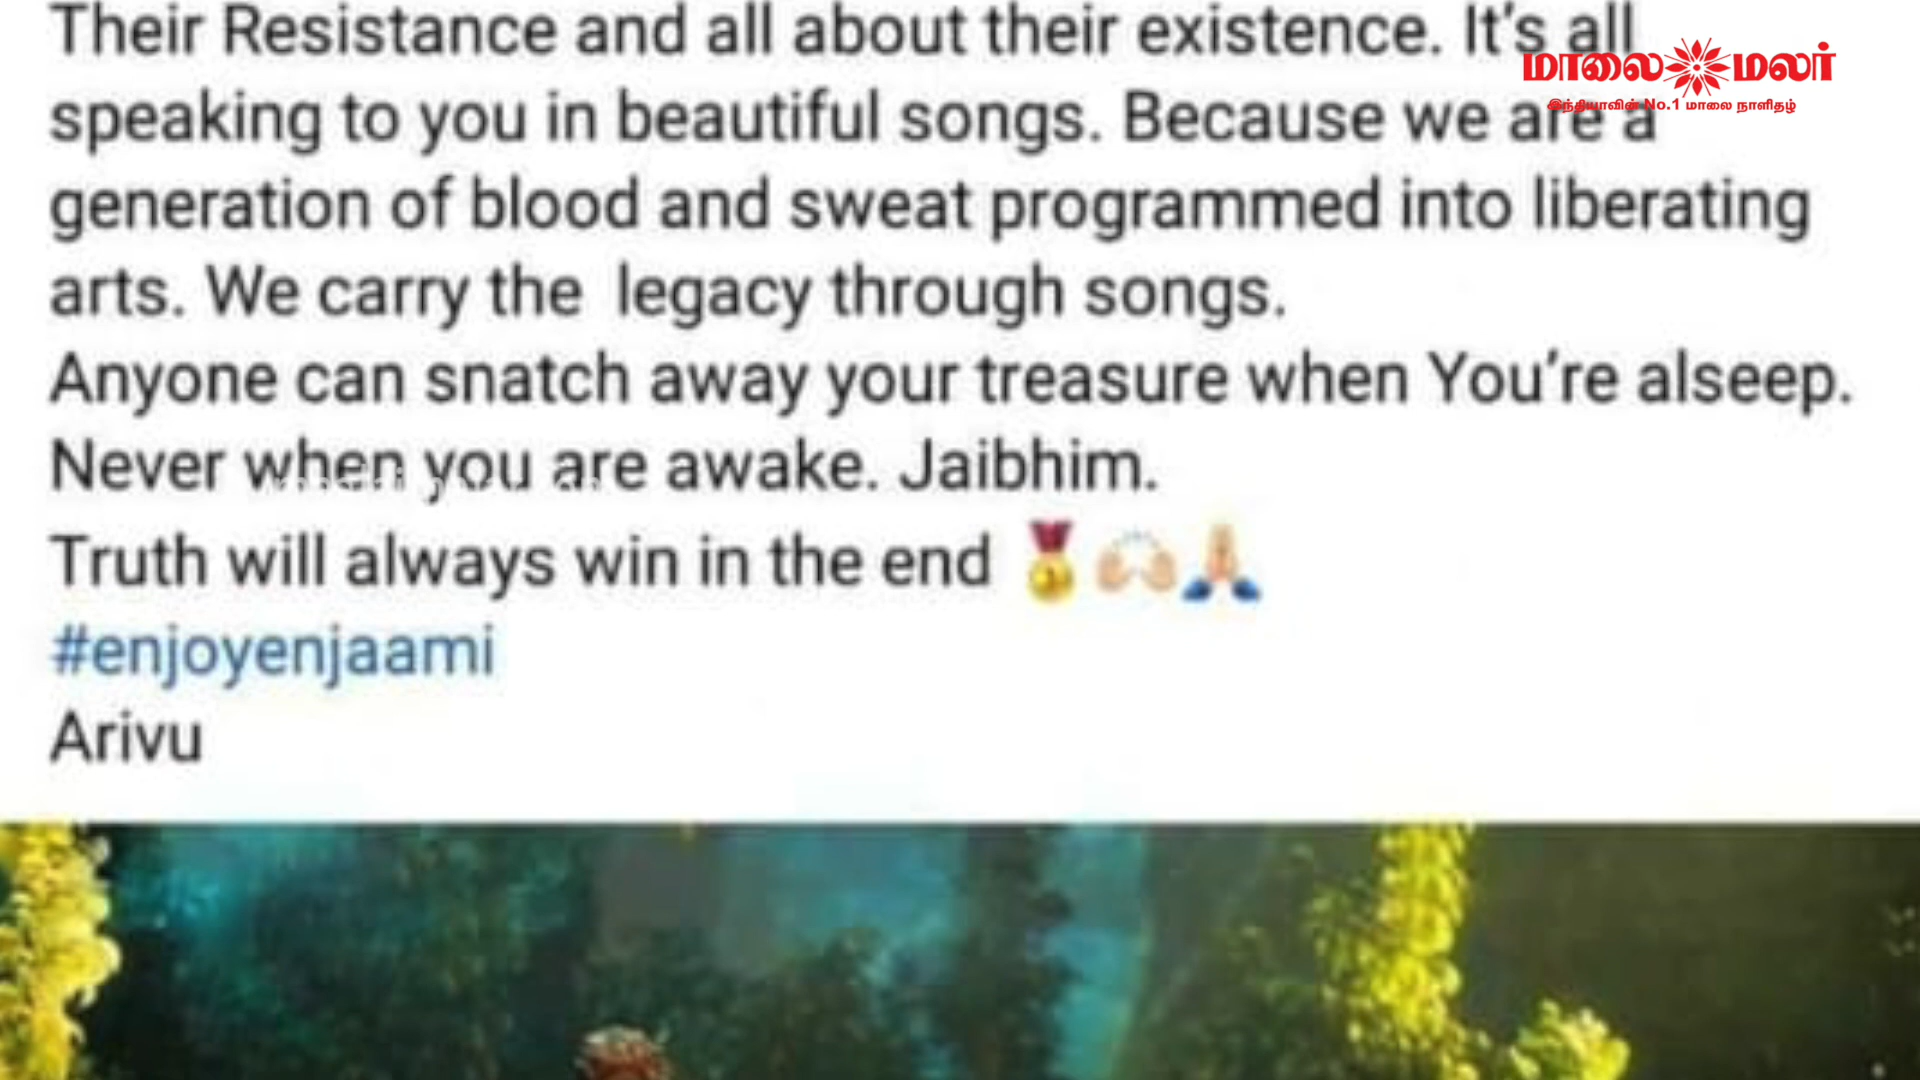 Their Resistance and all about their existence. It’s all
மாலை மலர்
இந்தியாவின் No.1 மாலை நாளிதழ்
speaking to you in beautiful songs. Because we are a
generation of blood and sweat programmed into liberating
arts. We carry the legacy through songs.
Anyone can snatch away your treasure when You’re alseep.
Never when you are awake. Jaibhim.
Truth will always win in the end 🏅🙌🏻🙏🏻
#enjoyenjaami
Arivu